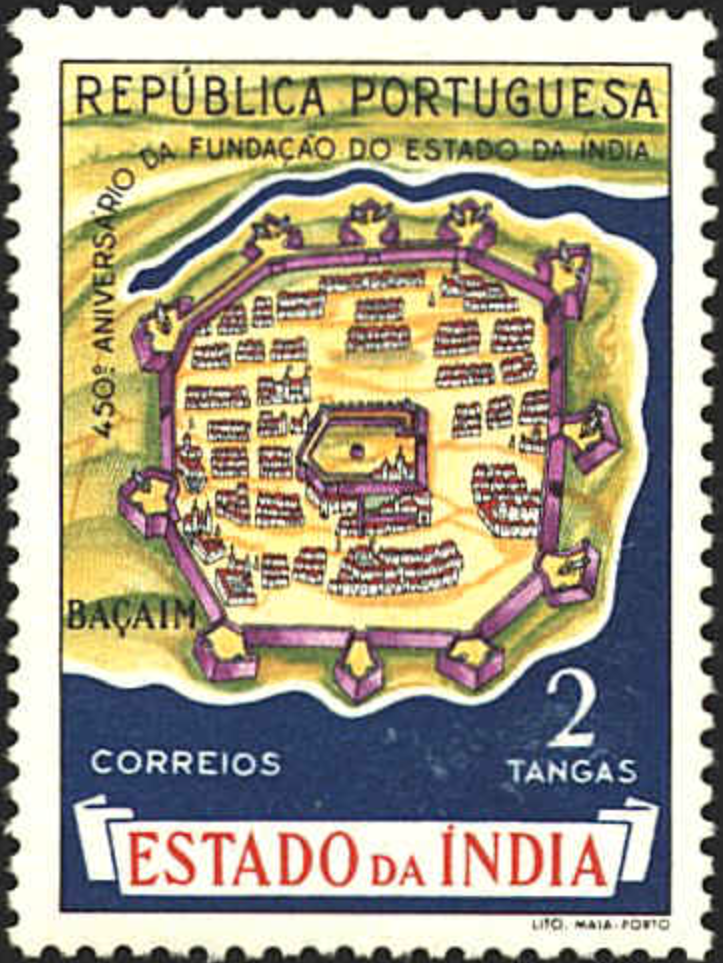 REPÚBLICA PORTUGUESA
450º ANIVERSÁRIO DA FUNDAÇÃO DO ESTADO DA ÍNDIA
BAÇAIM
2
CORREIOS
TANGAS
ESTADO DA ÍNDIA
LITO. MAIA-PORTO